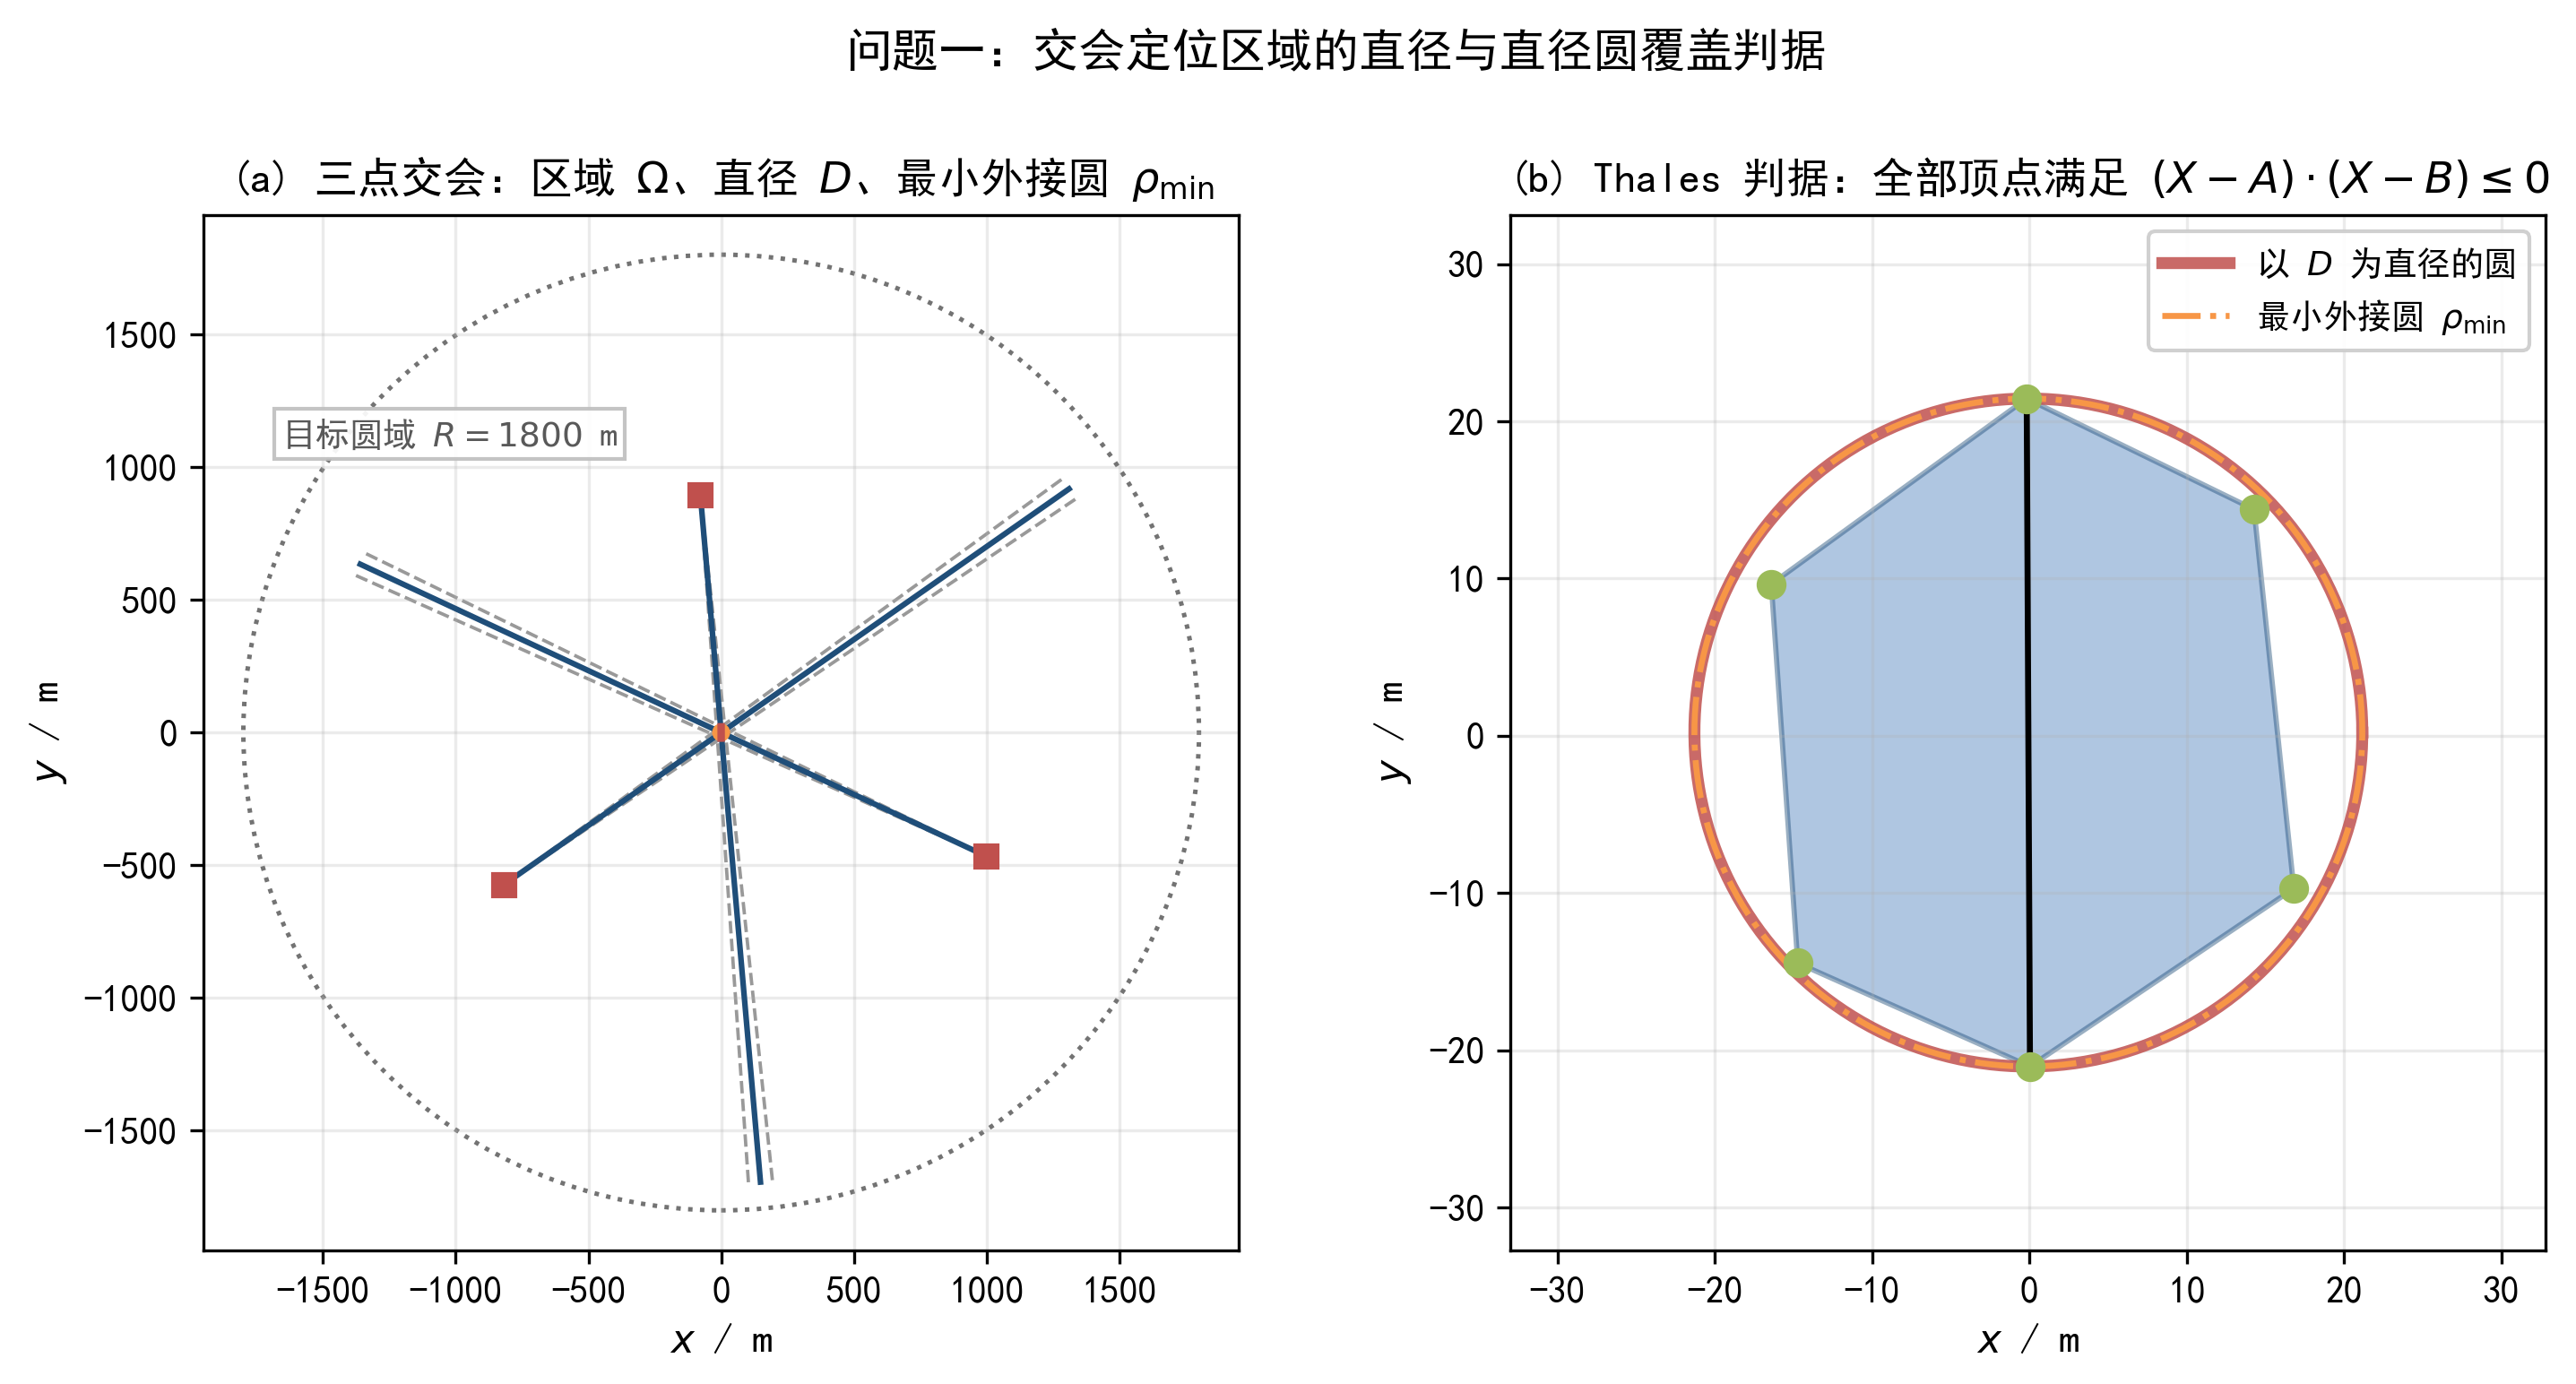 问题一：交会定位区域的直径与直径圆覆盖判据
(a) 三点交会：区域 Ω、直径 D、最小外接圆 ρmin
1500
1000
500
0
−500
−1000
−1500
y / m
目标圆域 R = 1800 m
−1500 −1000 −500 0 500 1000 1500
x / m
(b) Thales 判据：全部顶点满足 (X − A) · (X − B) ≤ 0
以 D 为直径的圆
最小外接圆 ρmin
30
20
10
0
−10
−20
−30
y / m
−30 −20 −10 0 10 20 30
x / m